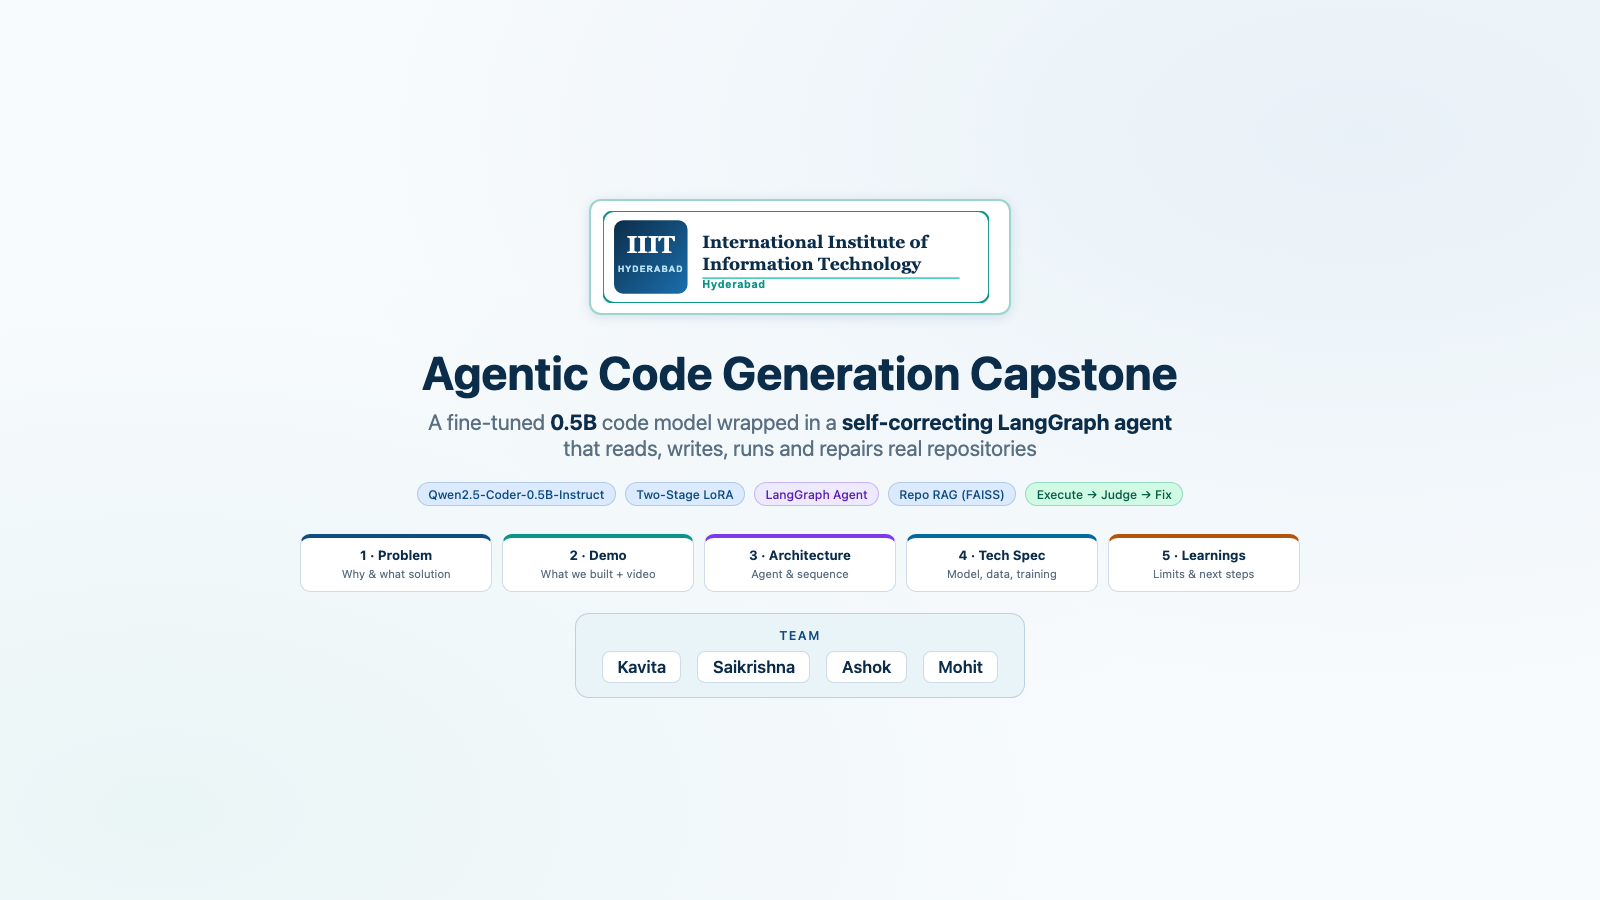 IIIT
HYDERABAD
International Institute of
Information Technology
Hyderabad
Agentic Code Generation Capstone
A fine-tuned 0.5B code model wrapped in a self-correcting LangGraph agent
that reads, writes, runs and repairs real repositories
Qwen2.5-Coder-0.5B-Instruct
Two-Stage LoRA
LangGraph Agent
Repo RAG (FAISS)
Execute → Judge → Fix
1 · Problem
Why & what solution
2 · Demo
What we built + video
3 · Architecture
Agent & sequence
4 · Tech Spec
Model, data, training
5 · Learnings
Limits & next steps
TEAM
Kavita
Saikrishna
Ashok
Mohit